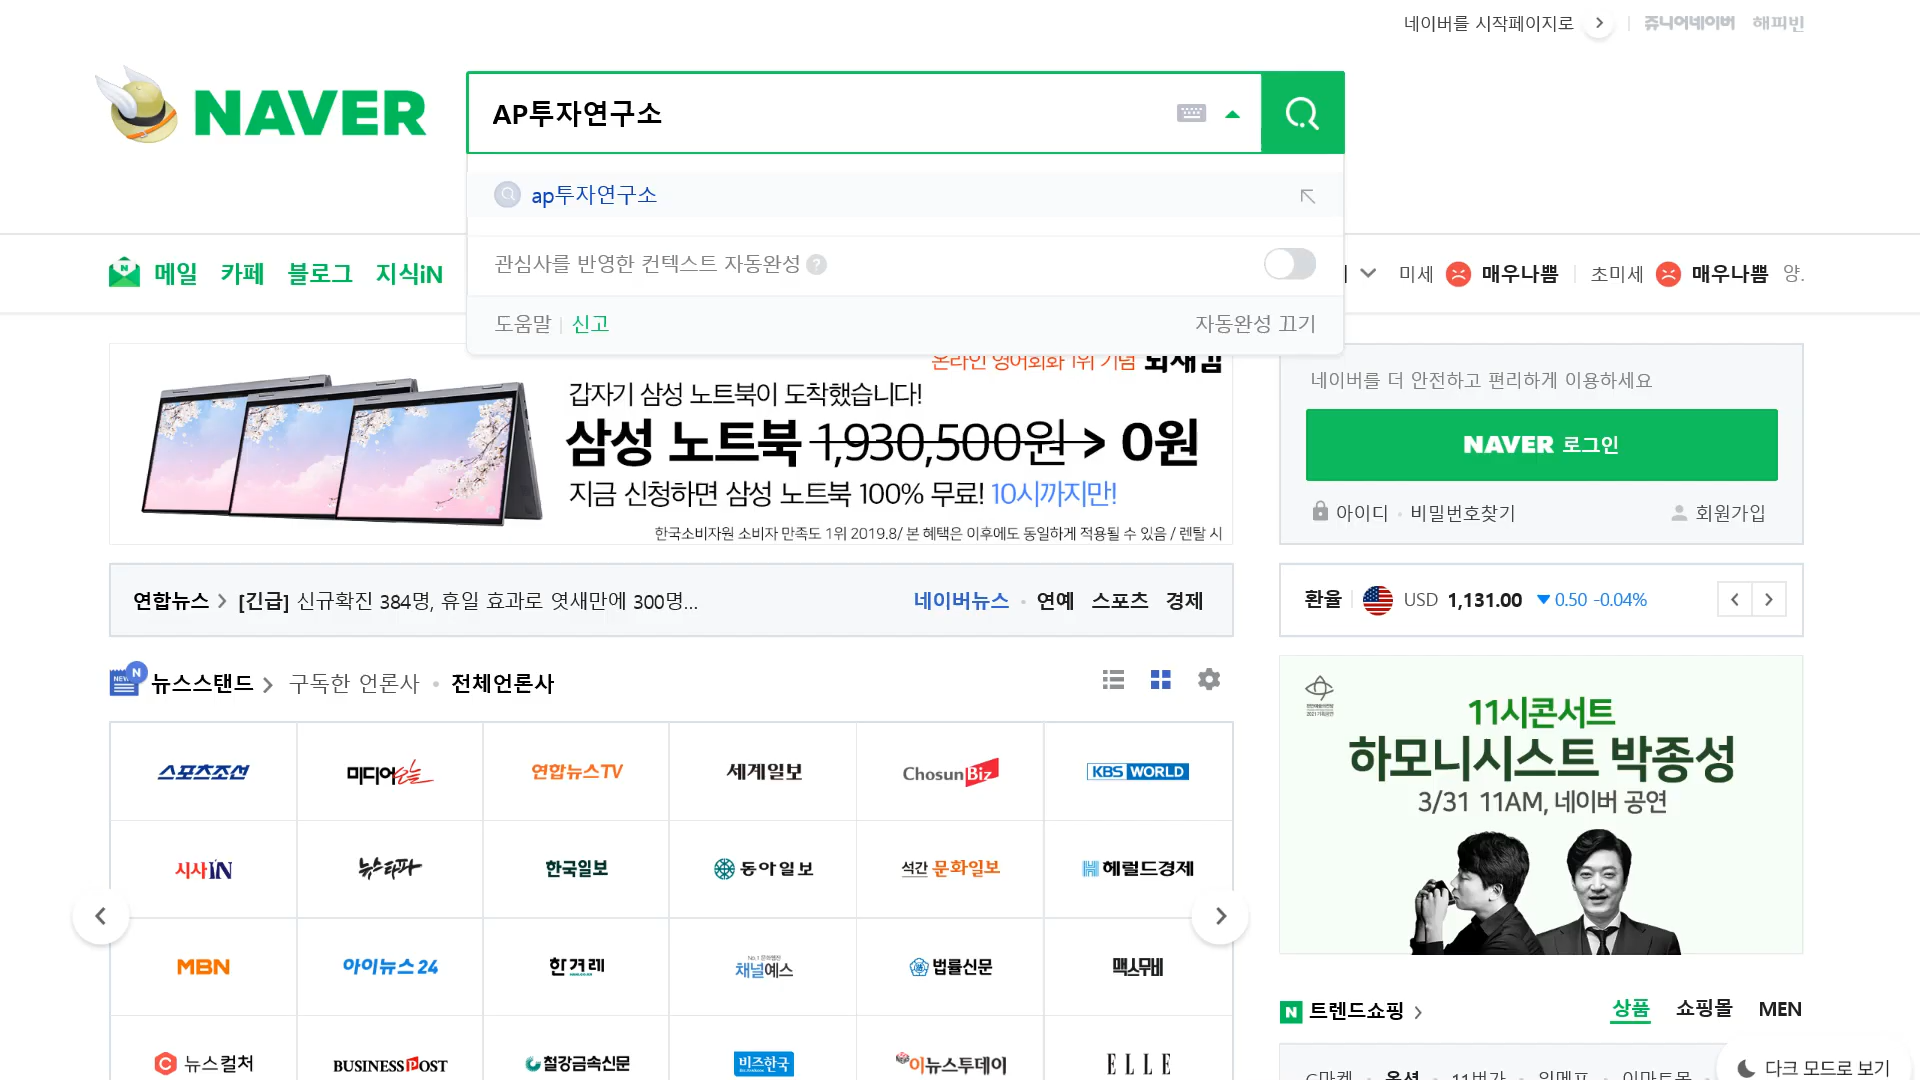 네이버를 시작페이지로
쥬니어네이버 해피빈
NAVER
AP투자연구소
ap투자연구소
관심사를 반영한 컨텍스트 자동완성 ?
도움말 신고 자동완성 끄기
메일 카페 블로그 지식iN
미세 매우나쁨 초미세 매우나쁨 양.
갑자기 삼성 노트북이 도착했습니다!
삼성 노트북 1,930,500원 > 0원
지금 신청하면 삼성 노트북 100% 무료! 10시까지만!
한국소비자원 소비자 만족도 1위 2019.8/ 본 혜택은 이후에도 동일하게 적용될 수 있음 / 렌탈 시
네이버를 더 안전하고 편리하게 이용하세요
NAVER 로그인
아이디 · 비밀번호찾기 회원가입
연합뉴스 > [긴급] 신규확진 384명, 휴일 효과로 엿새만에 300명...
네이버뉴스 · 연예 스포츠 경제
환율 USD 1,131.00 ▼0.50 -0.04%
뉴스스탠드 > 구독한 언론사 · 전체언론사
스포츠조선 미디어오늘 연합뉴스TV 세계일보 ChosunBiz KBS WORLD
시사IN 뉴스타파 한국일보 동아일보 석간 문화일보 헤럴드경제
MBN 아이뉴스24 한겨레 채널예스 법률신문 맥스무비
뉴스컬처 BUSINESSPOST 철강금속신문 비즈한국 이뉴스투데이 ELLE
11시콘서트
하모니시스트 박종성
3/31 11AM, 네이버 공연
트렌드쇼핑 >
상품 쇼핑몰 MEN
다크 모드로 보기